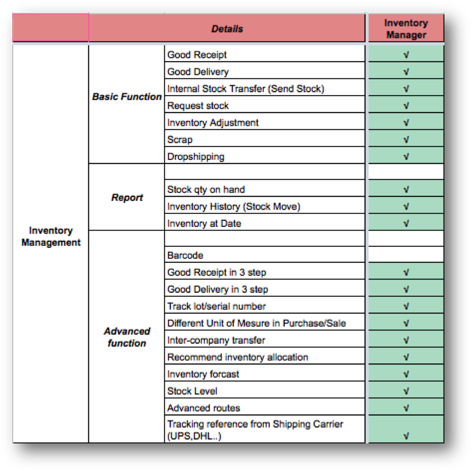 Details Inventory
Manager
Inventory
Management
Basic Function
Good Receipt √
Good Delivery √
Internal Stock Transfer (Send Stock) √
Request stock √
Inventory Adjustment √
Scrap √
Dropshipping √
Report
Stock qty on hand √
Inventory History (Stock Move) √
Inventory at Date √
Advanced
function
Barcode
Good Receipt in 3 step √
Good Delivery in 3 step √
Track lot/serial number √
Different Unit of Mesure in Purchase/Sale √
Inter-company transfer √
Recommend inventory allocation √
Inventory forcast √
Stock Level √
Advanced routes √
Tracking reference from Shipping Carrier
(UPS,DHL..) √